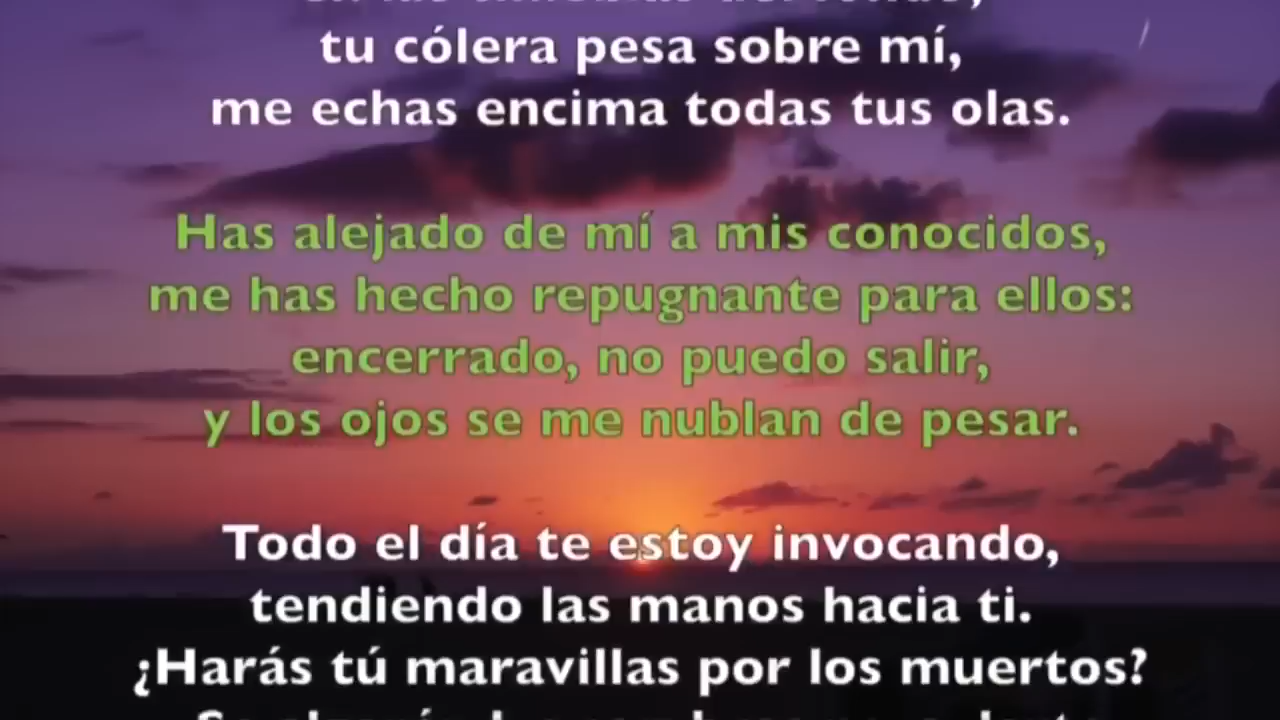 tu cólera pesa sobre mí,
me echas encima todas tus olas.
Has alejado de mí a mis conocidos,
me has hecho repugnante para ellos:
encerrado, no puedo salir,
y los ojos se me nublan de pesar.
Todo el día te estoy invocando,
tendiendo las manos hacia ti.
¿Harás tú maravillas por los muertos?